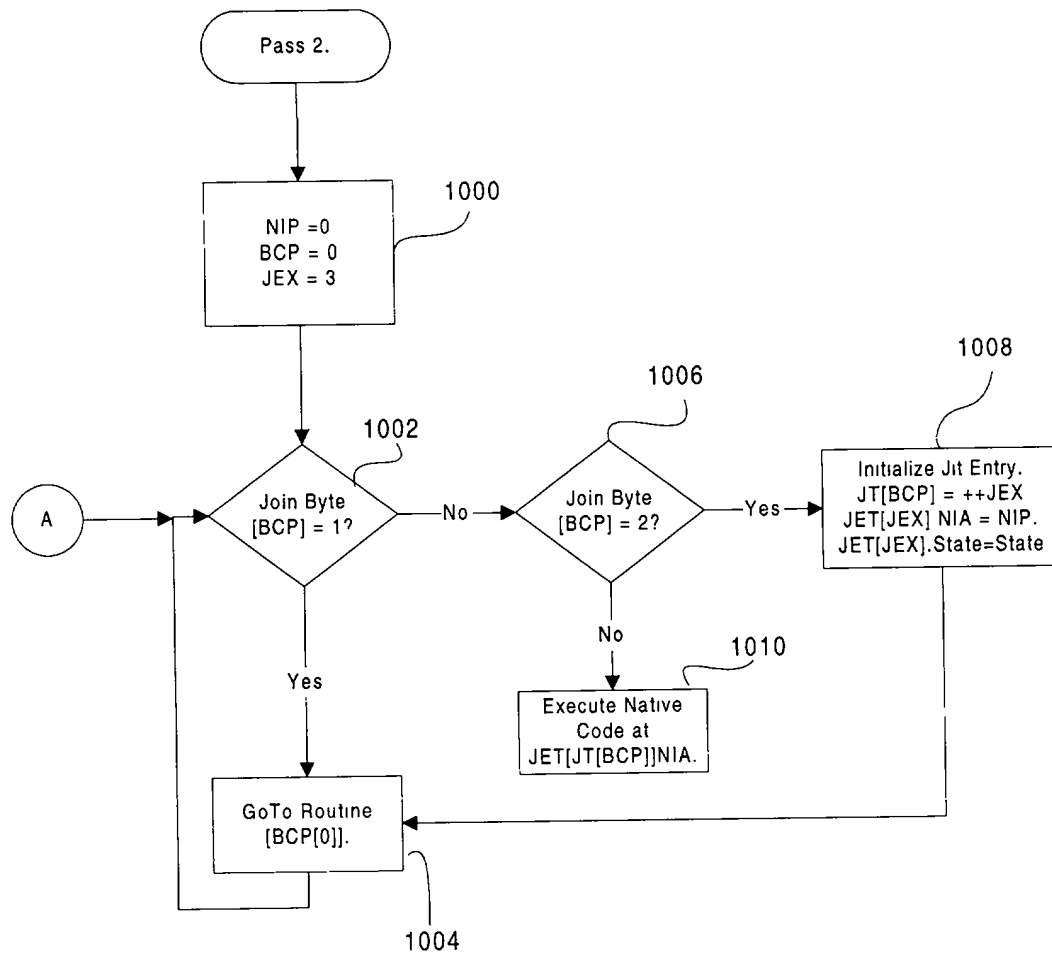 Pass 2.
1000
NIP =0
BCP = 0
JEX = 3
1002
Join Byte
[BCP] = 1?
A
No
1006
Join Byte
[BCP] = 2?
Yes
1008
Initialize Jit Entry.
JT[BCP] = ++JEX
JET[JEX] NIA = NIP.
JET[JEX].State=State
Yes
No
1010
Execute Native
Code at
JET[JT[BCP]]NIA.
GoTo Routine
[BCP[0]].
1004